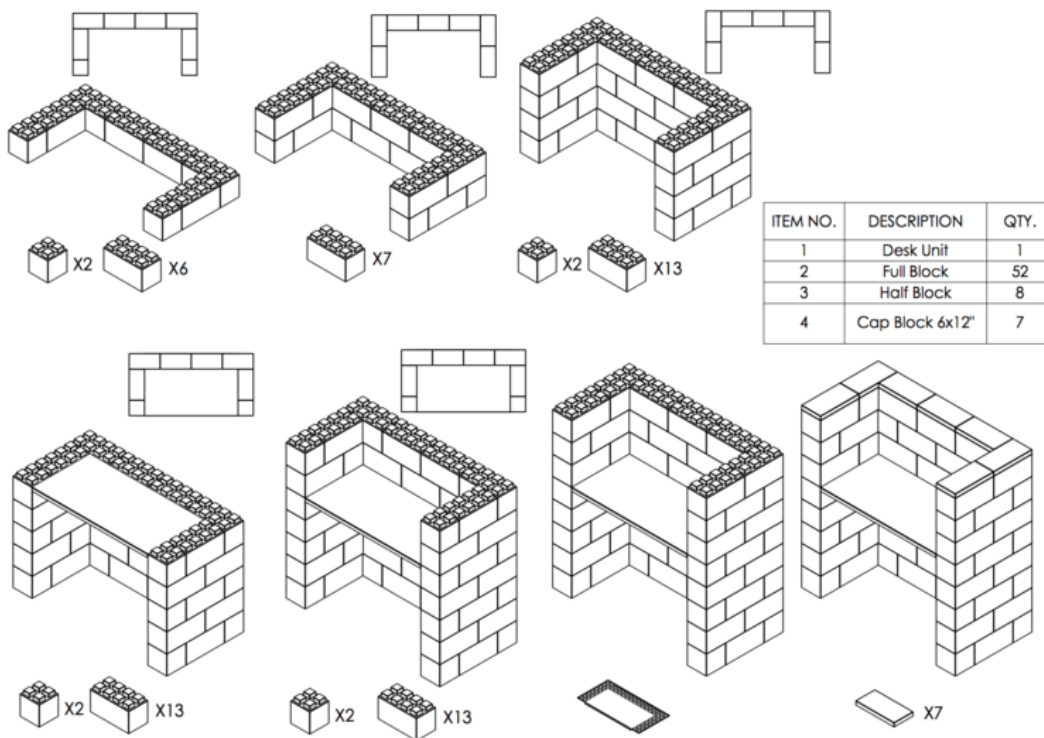 X2 X6
X7
X2 X13
ITEM NO. DESCRIPTION QTY.
1 Desk Unit 1
2 Full Block 52
3 Half Block 8
4 Cap Block 6x12" 7
X2 X13
X2 X13
X7